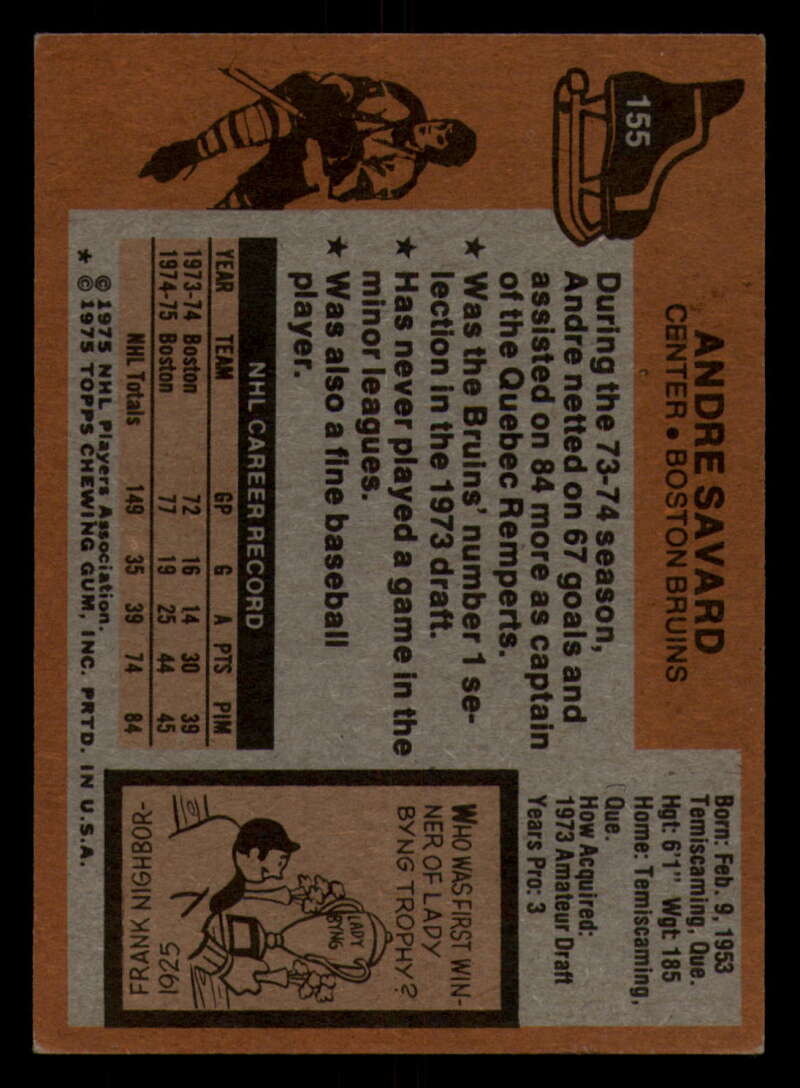 155
ANDRE SAVARD
CENTER • BOSTON BRUINS
Born: Feb. 9, 1953
Temiscaming, Que.
Hgt: 6'1" Wgt: 185
Home: Temiscaming,
Que.
How Acquired:
1973 Amateur Draft
Years Pro: 3
During the 73-74 season,
Andre netted on 67 goals and
assisted on 84 more as captain
of the Quebec Remperts.
★ Was the Bruins' number 1 se-
lection in the 1973 draft.
★ Has never played a game in the
minor leagues.
★ Was also a fine baseball
player.
NHL CAREER RECORD
YEAR TEAM GP G A PTS PIM
1973-74 Boston 72 16 14 30 39
1974-75 Boston 77 19 25 44 45
NHL Totals 149 35 39 74 84
© 1975 NHL Players Association.
* © 1975 TOPPS CHEWING GUM, INC. PRTD. IN U.S.A.
WHO WAS FIRST WIN-
NER OF LADY
BYNG TROPHY?
LADY
BYNG
FRANK NIGHBOR-
1925